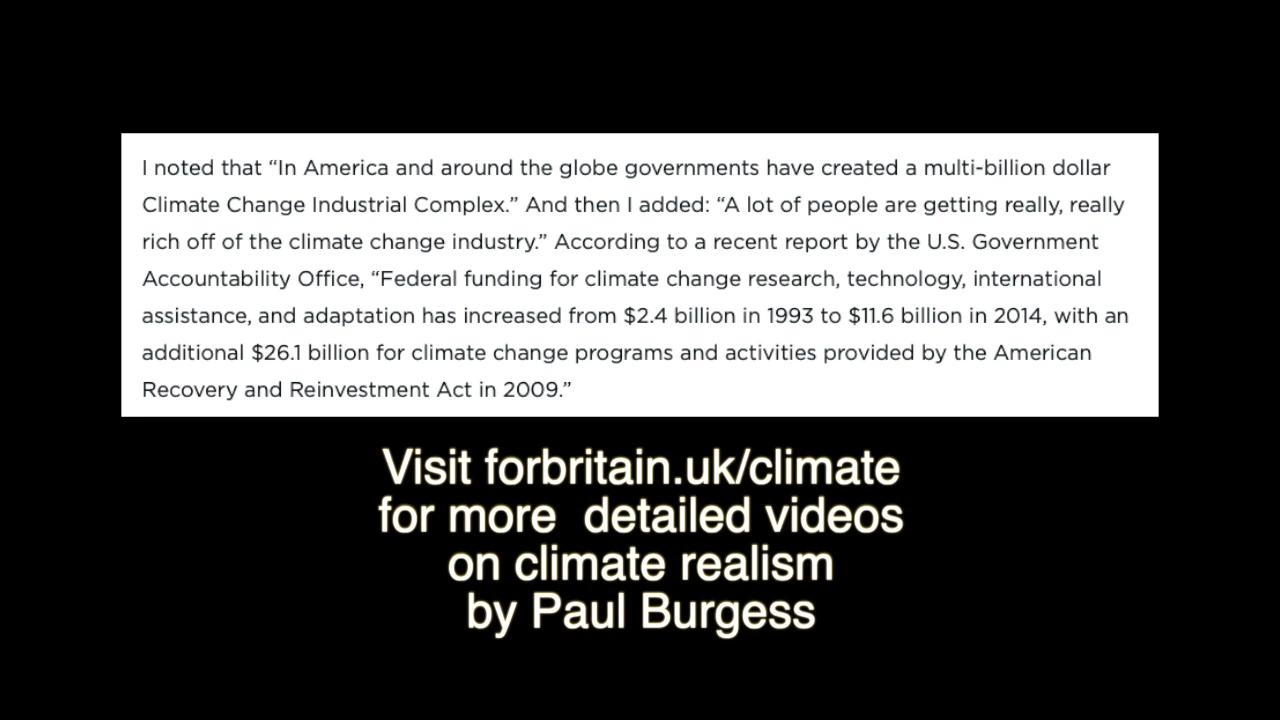 I noted that “In America and around the globe governments have created a multi-billion dollar
Climate Change Industrial Complex.” And then I added: “A lot of people are getting really, really
rich off of the climate change industry.” According to a recent report by the U.S. Government
Accountability Office, “Federal funding for climate change research, technology, international
assistance, and adaptation has increased from $2.4 billion in 1993 to $11.6 billion in 2014, with an
additional $26.1 billion for climate change programs and activities provided by the American
Recovery and Reinvestment Act in 2009.”
Visit forbritain.uk/climate
for more  detailed videos
on climate realism
by Paul Burgess